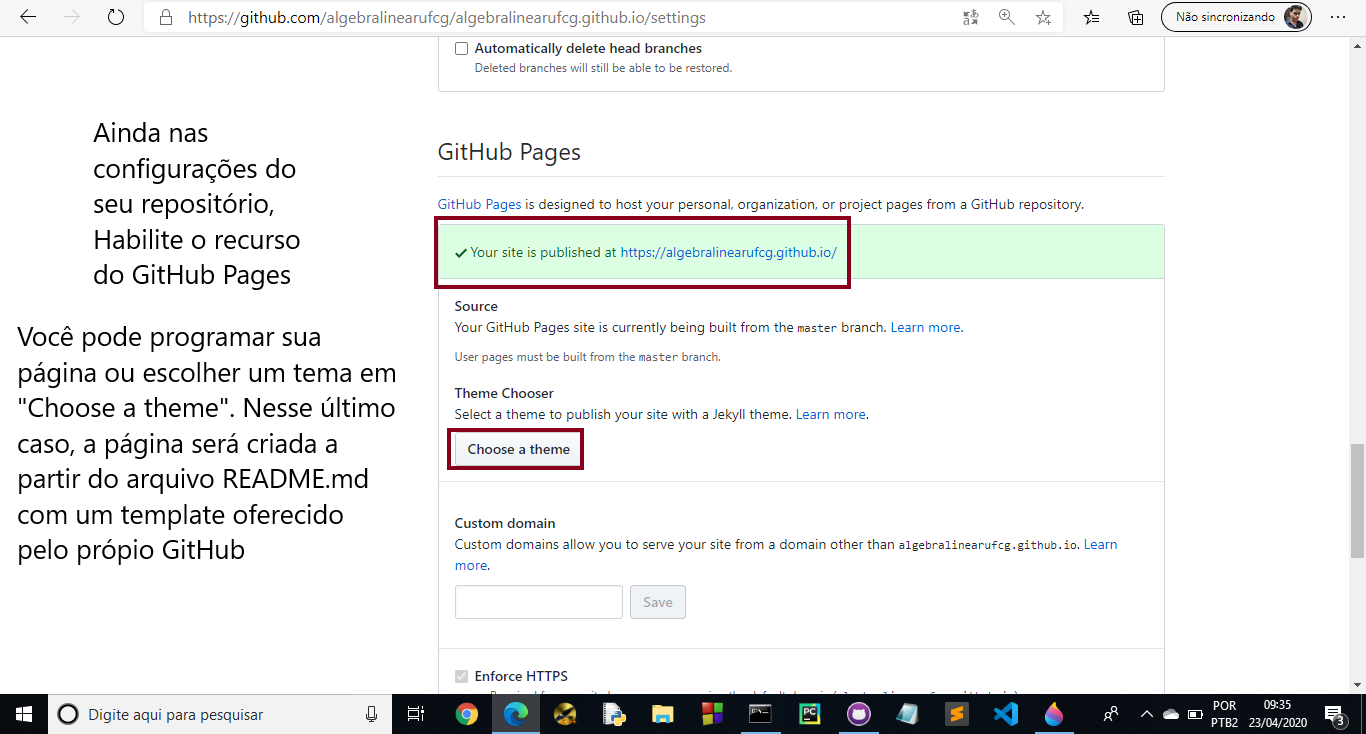 https://github.com/algebralinearufcg/algebralinearufcg.github.io/settings
Não sincronizando
Automatically delete head branches
Deleted branches will still be able to be restored.
Ainda nas
configurações do
seu repositório,
Habilite o recurso
do GitHub Pages
Você pode programar sua
página ou escolher um tema em
"Choose a theme". Nesse último
caso, a página será criada a
partir do arquivo README.md
com um template oferecido
pelo própio GitHub
GitHub Pages
GitHub Pages is designed to host your personal, organization, or project pages from a GitHub repository.
Your site is published at https://algebralinearufcg.github.io/
Source
Your GitHub Pages site is currently being built from the master branch. Learn more.
User pages must be built from the master branch.
Theme Chooser
Select a theme to publish your site with a Jekyll theme. Learn more.
Choose a theme
Custom domain
Custom domains allow you to serve your site from a domain other than algebralinearufcg.github.io. Learn
more.
Save
Enforce HTTPS
Digite aqui para pesquisar
POR
PTB2
09:35
23/04/2020
3